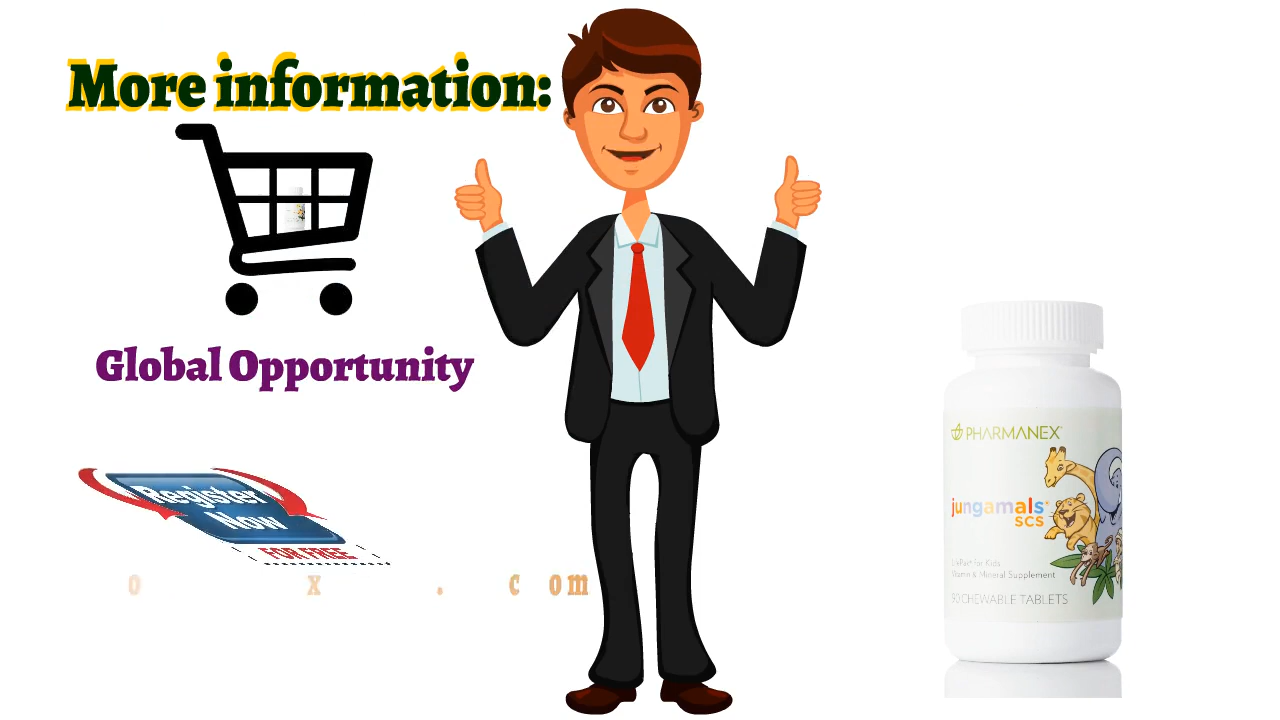 More information:
Global Opportunity
Register
Now
FOR FREE
o x . com
PHARMANEX
jungamals
scs
LifePak for Kids
Vitamin & Mineral Supplement
90 CHEWABLE TABLETS